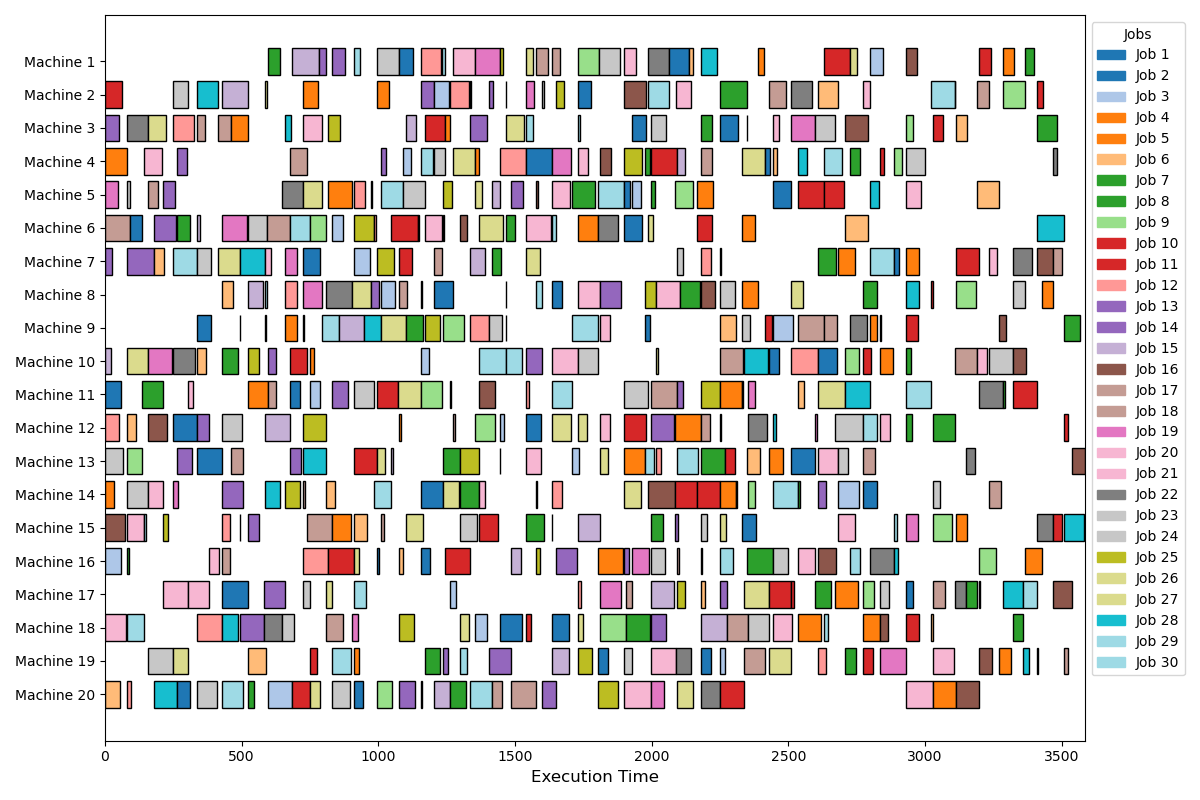 Machine 1
Machine 2
Machine 3
Machine 4
Machine 5
Machine 6
Machine 7
Machine 8
Machine 9
Machine 10
Machine 11
Machine 12
Machine 13
Machine 14
Machine 15
Machine 16
Machine 17
Machine 18
Machine 19
Machine 20
0 500 1000 1500 2000 2500 3000 3500
Execution Time
Jobs
Job 1
Job 2
Job 3
Job 4
Job 5
Job 6
Job 7
Job 8
Job 9
Job 10
Job 11
Job 12
Job 13
Job 14
Job 15
Job 16
Job 17
Job 18
Job 19
Job 20
Job 21
Job 22
Job 23
Job 24
Job 25
Job 26
Job 27
Job 28
Job 29
Job 30